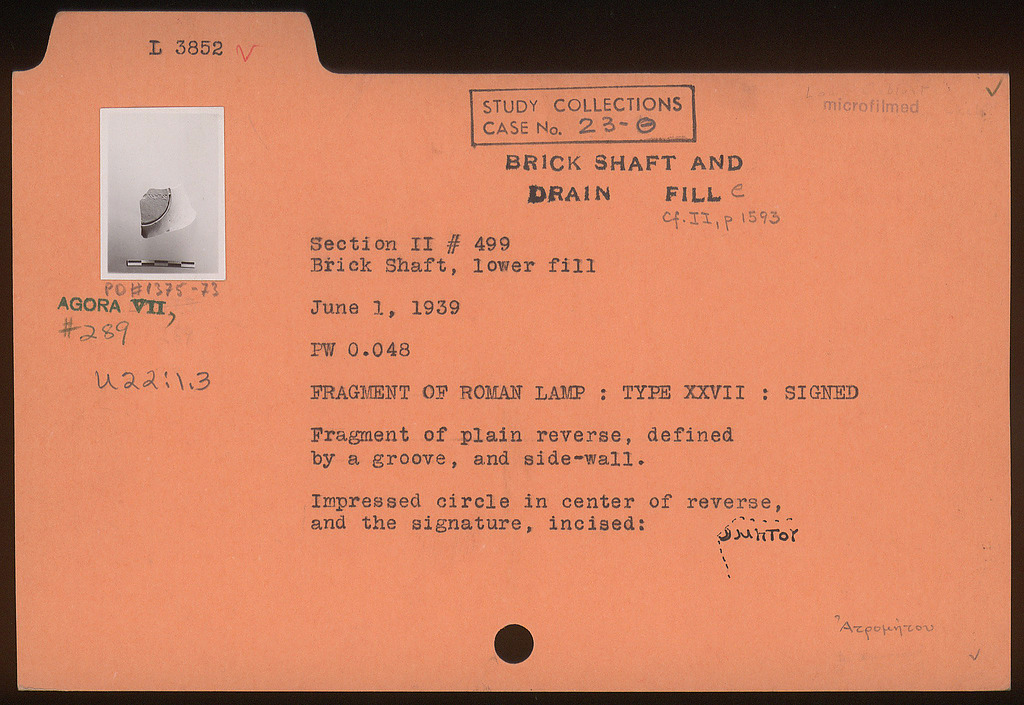 L 3852
STUDY COLLECTIONS
CASE No. 23-Θ
microfilmed
BRICK SHAFT AND
DRAIN FILL
Cf. II, p 1593
Section II # 499
Brick Shaft, lower fill
PD#1375-73
AGORA VII,
#289
June 1, 1939
PW 0.048
U22:1.3
FRAGMENT OF ROMAN LAMP : TYPE XXVII : SIGNED
Fragment of plain reverse, defined
by a groove, and side-wall.
Impressed circle in center of reverse,
and the signature, incised:
ΟΜΗΤΟΥ
Ἀτρομήτου